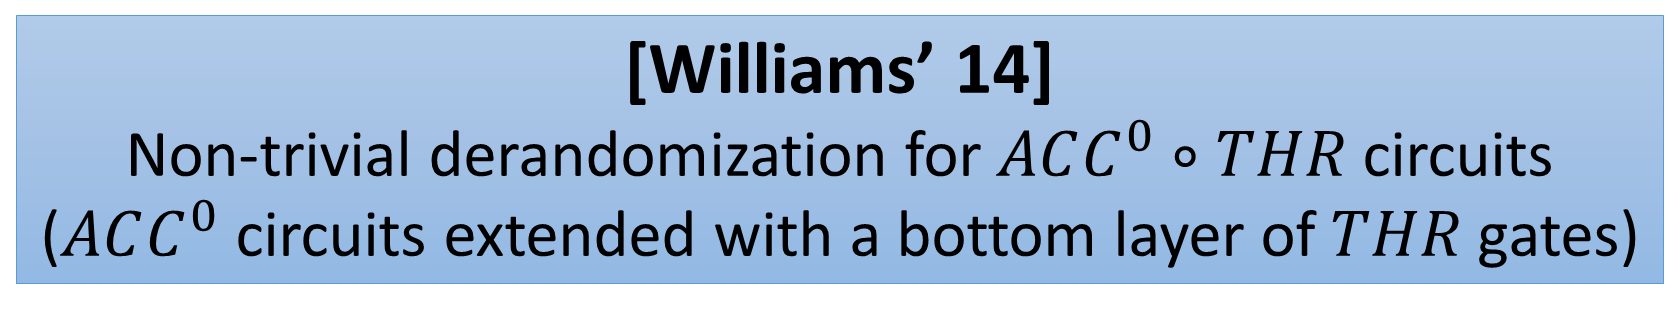 [Williams’ 14]
Non-trivial derandomization for 𝐴𝐶𝐶⁰ ∘ 𝑇𝐻𝑅 circuits
(𝐴𝐶𝐶⁰ circuits extended with a bottom layer of 𝑇𝐻𝑅 gates)